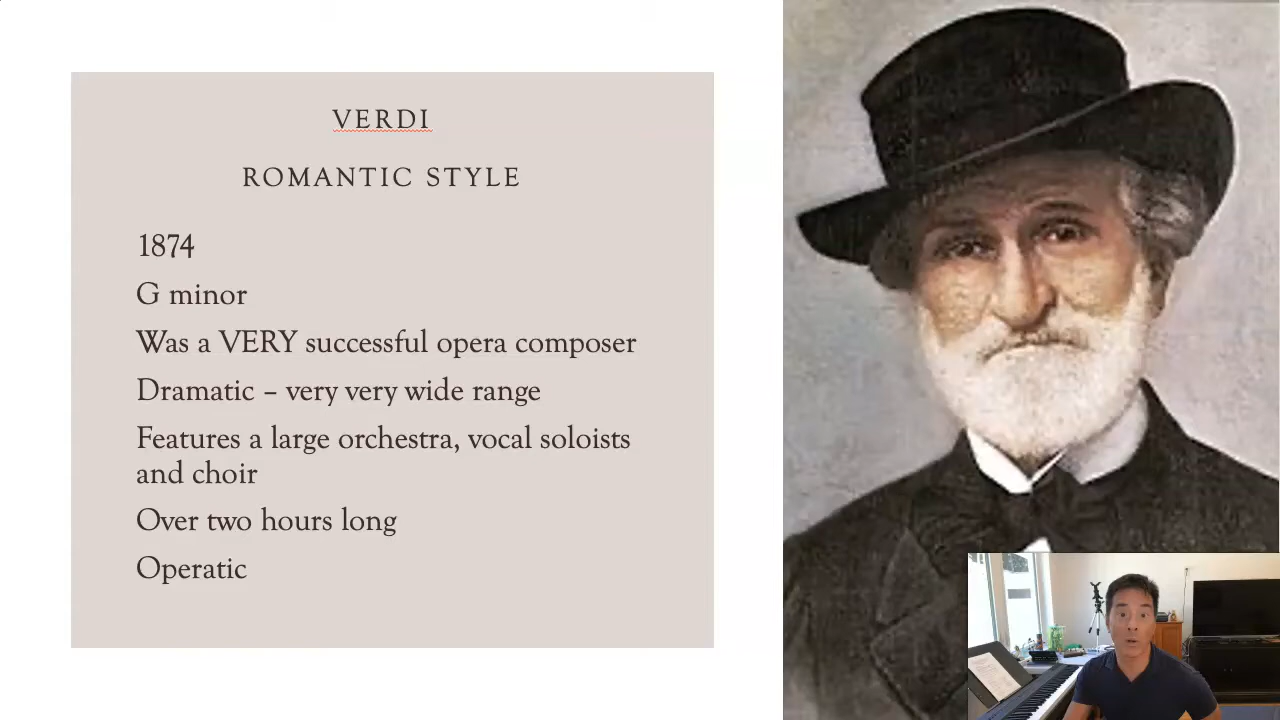 VERDI
ROMANTIC STYLE
1874
G minor
Was a VERY successful opera composer
Dramatic – very very wide range
Features a large orchestra, vocal soloists
and choir
Over two hours long
Operatic